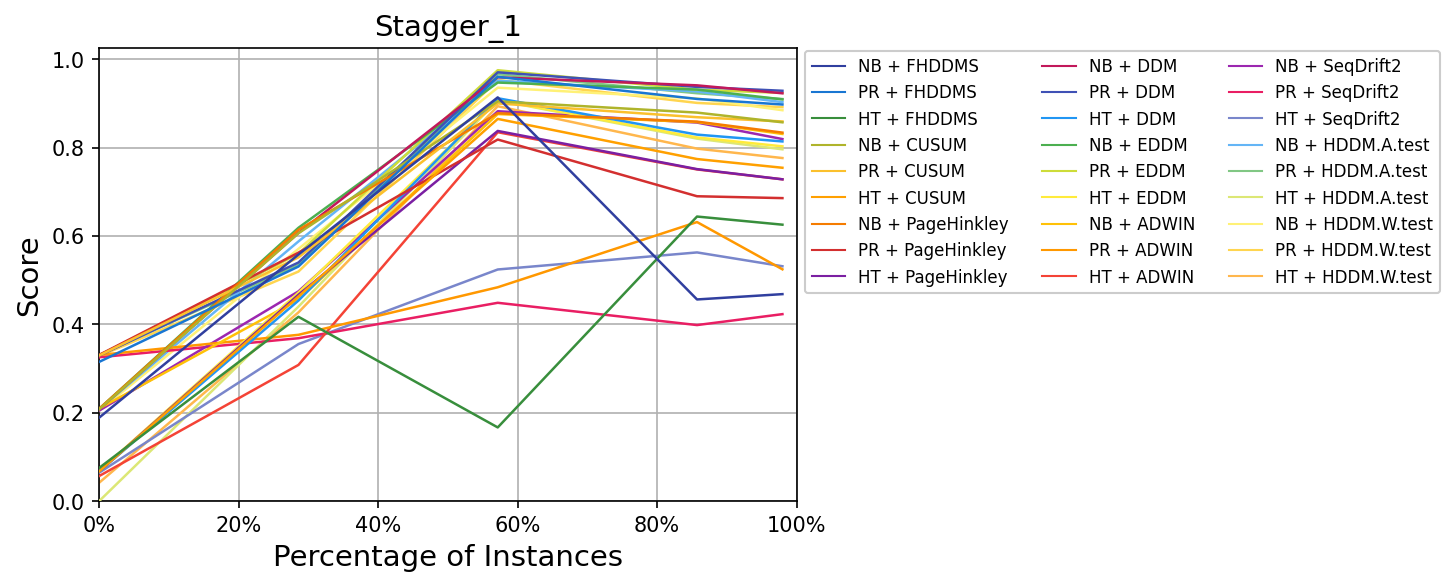 Stagger_1
Score
1.0
0.8
0.6
0.4
0.2
0.0
0% 20% 40% 60% 80% 100%
Percentage of Instances
NB + FHDDMS
PR + FHDDMS
HT + FHDDMS
NB + CUSUM
PR + CUSUM
HT + CUSUM
NB + PageHinkley
PR + PageHinkley
HT + PageHinkley
NB + DDM
PR + DDM
HT + DDM
NB + EDDM
PR + EDDM
HT + EDDM
NB + ADWIN
PR + ADWIN
HT + ADWIN
NB + SeqDrift2
PR + SeqDrift2
HT + SeqDrift2
NB + HDDM.A.test
PR + HDDM.A.test
HT + HDDM.A.test
NB + HDDM.W.test
PR + HDDM.W.test
HT + HDDM.W.test